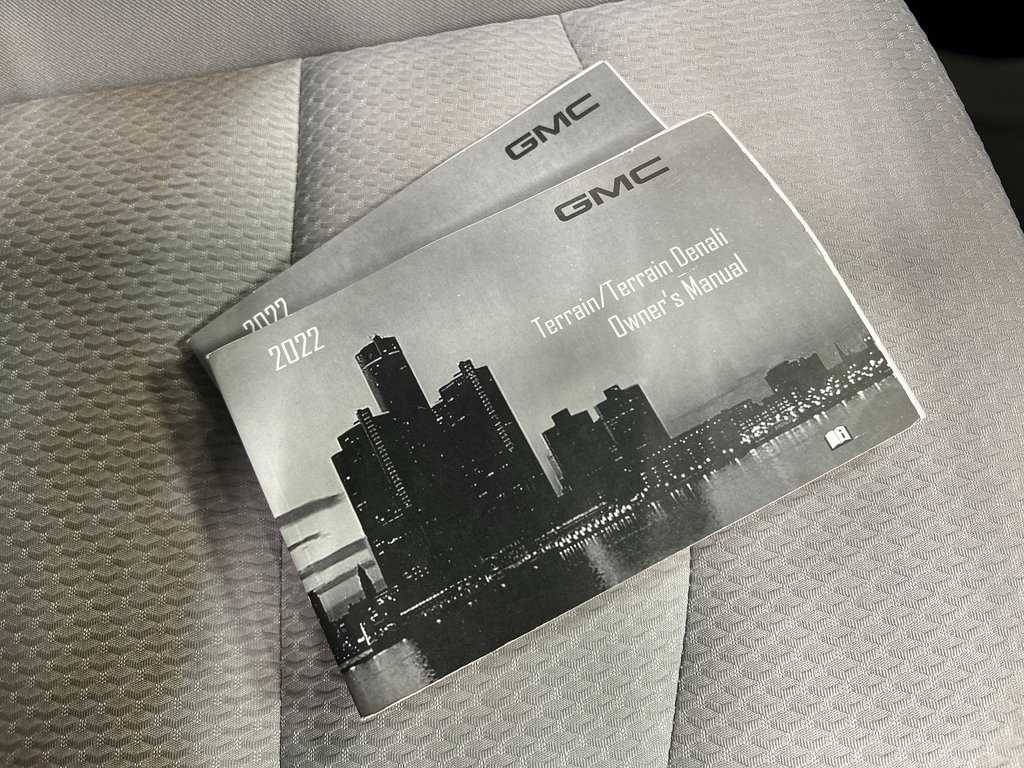 GMC
2022
GMC
2022
Terrain/Terrain Denali
Owner's Manual